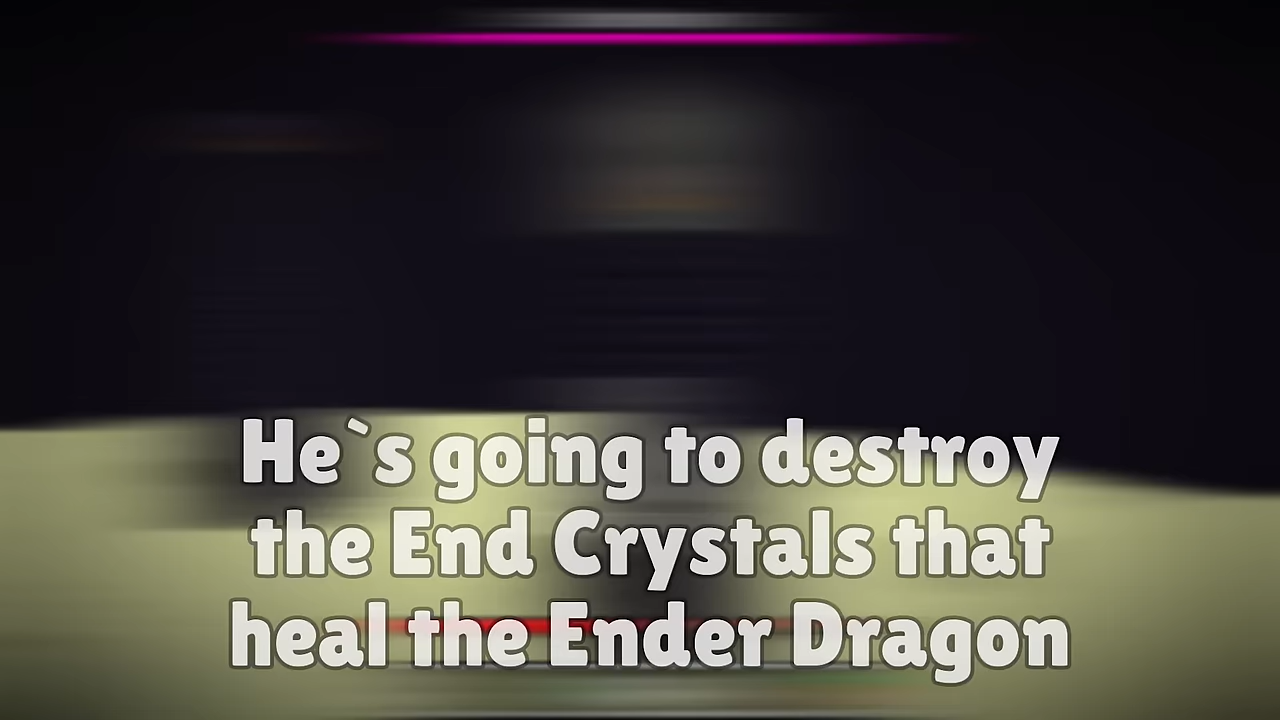 He`s going to destroy
the End Crystals that
heal the Ender Dragon